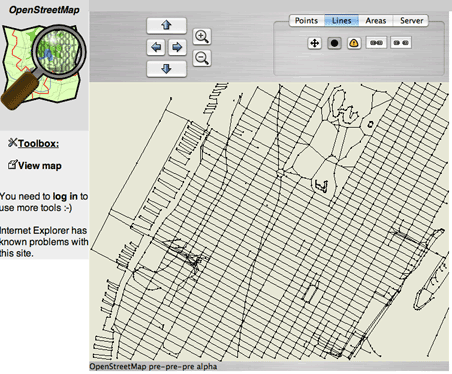 OpenStreetMap
Points Lines Areas Server
Toolbox:
View map
You need to log in to
use more tools :-)
Internet Explorer has
known problems with
this site.
OpenStreetMap pre-pre-pre alpha